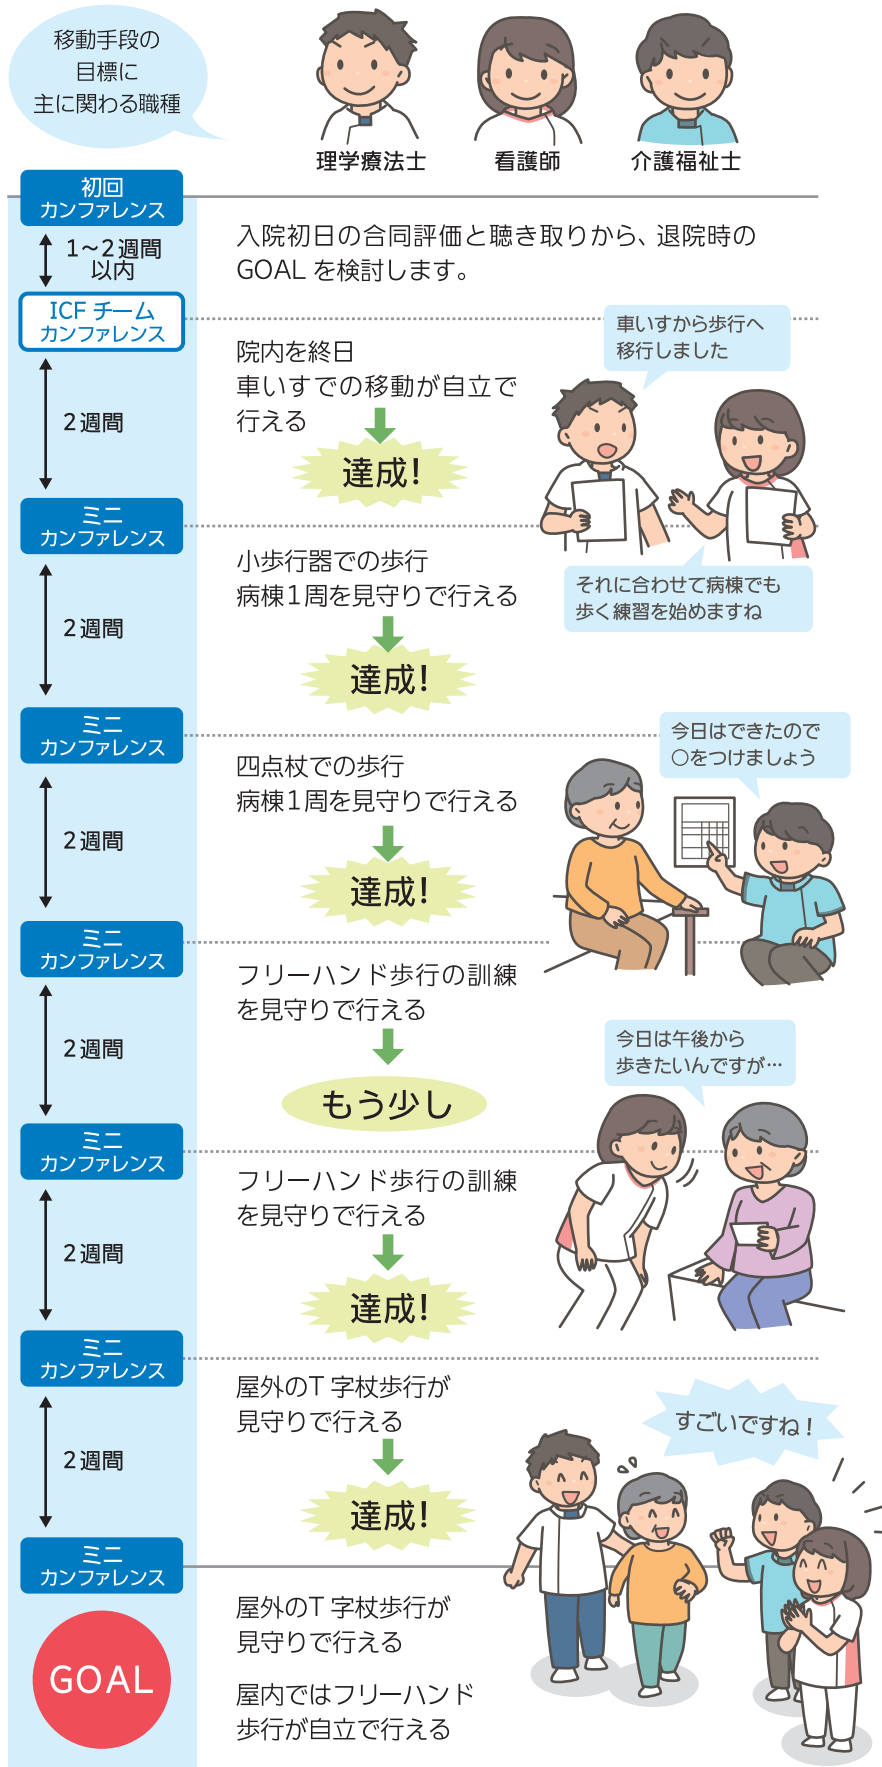 移動手段の
目標に
主に関わる職種
理学療法士
看護師
介護福祉士
初回
カンファレンス
1～2週間
以内
入院初日の合同評価と聴き取りから、退院時の
GOALを検討します。
ICFチーム
カンファレンス
2週間
院内を終日
車いすでの移動が自立で
行える
達成!
車いすから歩行へ
移行しました
それに合わせて病棟でも
歩く練習を始めますね
ミニ
カンファレンス
2週間
小歩行器での歩行
病棟1周を見守りで行える
達成!
ミニ
カンファレンス
2週間
四点杖での歩行
病棟1周を見守りで行える
達成!
今日はできたので
○をつけましょう
ミニ
カンファレンス
2週間
フリーハンド歩行の訓練
を見守りで行える
もう少し
今日は午後から
歩きたいんですが…
ミニ
カンファレンス
2週間
フリーハンド歩行の訓練
を見守りで行える
達成!
ミニ
カンファレンス
2週間
屋外のT字杖歩行が
見守りで行える
達成!
すごいですね!
ミニ
カンファレンス
GOAL
屋外のT字杖歩行が
見守りで行える
屋内ではフリーハンド
歩行が自立で行える